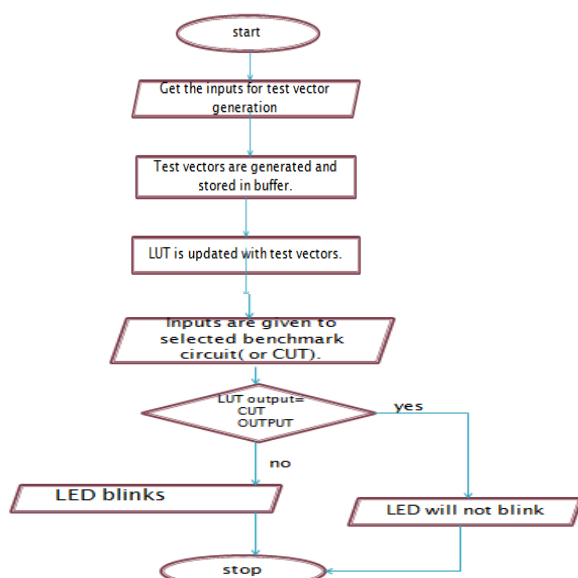 start
Get the inputs for test vector
generation
Test vectors are generated and
stored in buffer.
LUT is updated with test vectors.
Inputs are given to
selected benchmark
circuit( or CUT).
LUT output=
CUT
OUTPUT
yes
no
LED blinks
LED will not blink
stop